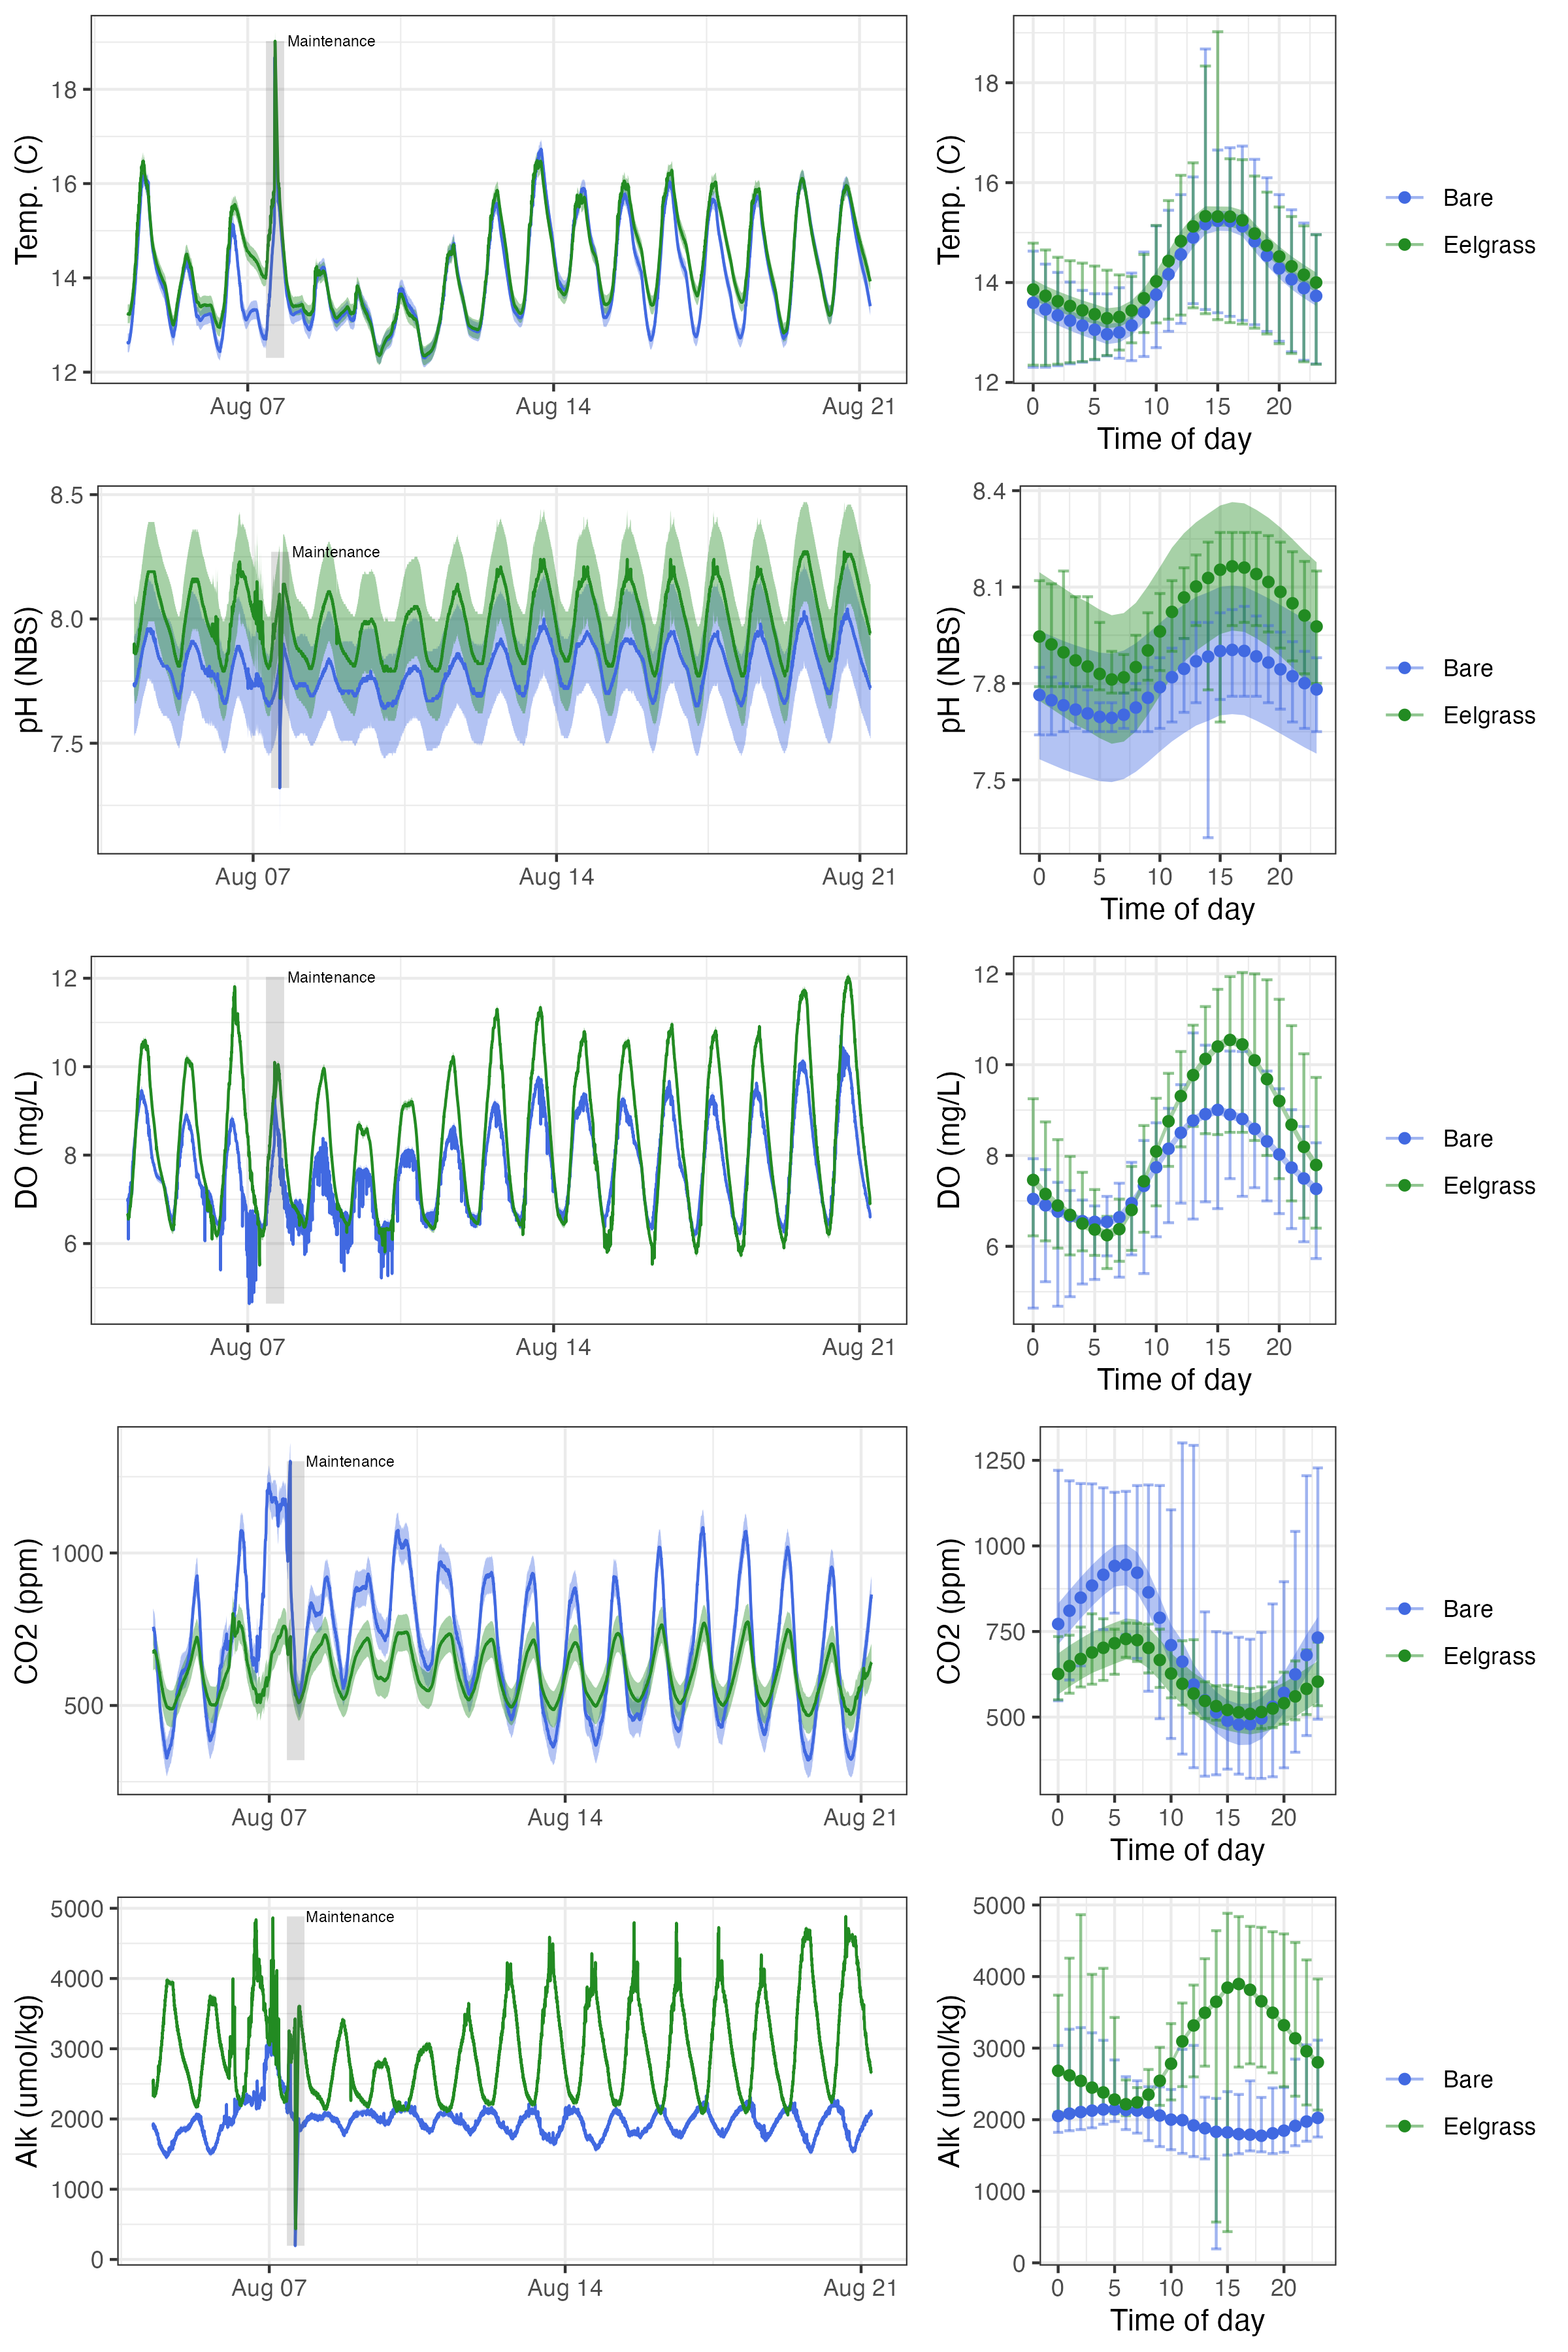 Temp. (C)
18
16
14
12
Maintenance
Aug 07 Aug 14 Aug 21
18
16
14
12
Temp. (C)
0 5 10 15 20
Time of day
Bare
Eelgrass
pH (NBS)
8.5
8.0
7.5
Maintenance
Aug 07 Aug 14 Aug 21
pH (NBS)
8.4
8.1
7.8
7.5
0 5 10 15 20
Time of day
Bare
Eelgrass
DO (mg/L)
12
10
8
6
Maintenance
Aug 07 Aug 14 Aug 21
DO (mg/L)
12
10
8
6
0 5 10 15 20
Time of day
Bare
Eelgrass
CO2 (ppm)
1000
500
Maintenance
Aug 07 Aug 14 Aug 21
CO2 (ppm)
1250
1000
750
500
0 5 10 15 20
Time of day
Bare
Eelgrass
Alk (umol/kg)
5000
4000
3000
2000
1000
0
Maintenance
Aug 07 Aug 14 Aug 21
Alk (umol/kg)
5000
4000
3000
2000
1000
0
0 5 10 15 20
Time of day
Bare
Eelgrass